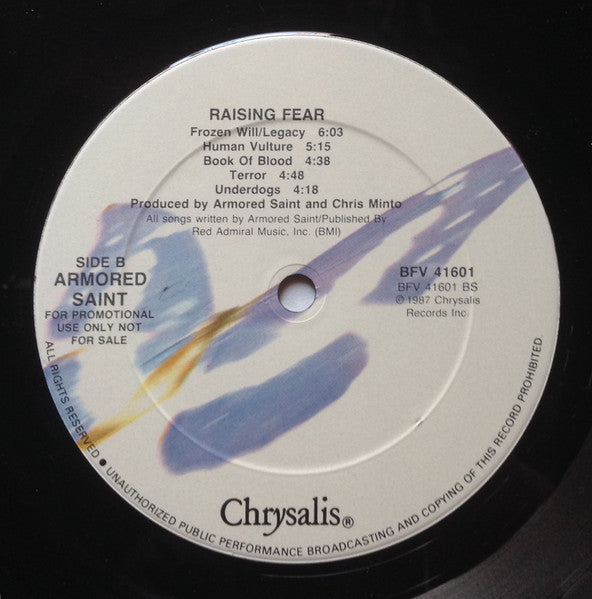 RAISING FEAR
Frozen Will/Legacy 6:03
Human Vulture 5:15
Book Of Blood 4:38
Terror 4:48
Underdogs 4:18
Produced by Armored Saint and Chris Minto
All songs written by Armored Saint/Published By
Red Admiral Music, Inc. (BMI)
SIDE B
ARMORED
SAINT
FOR PROMOTIONAL
USE ONLY NOT
FOR SALE
BFV 41601
BFV 41601 BS
℗ 1987 Chrysalis
Records Inc.
Chrysalis®
ALL RIGHTS RESERVED ● UNAUTHORIZED PUBLIC PERFORMANCE BROADCASTING AND COPYING OF THIS RECORD PROHIBITED.